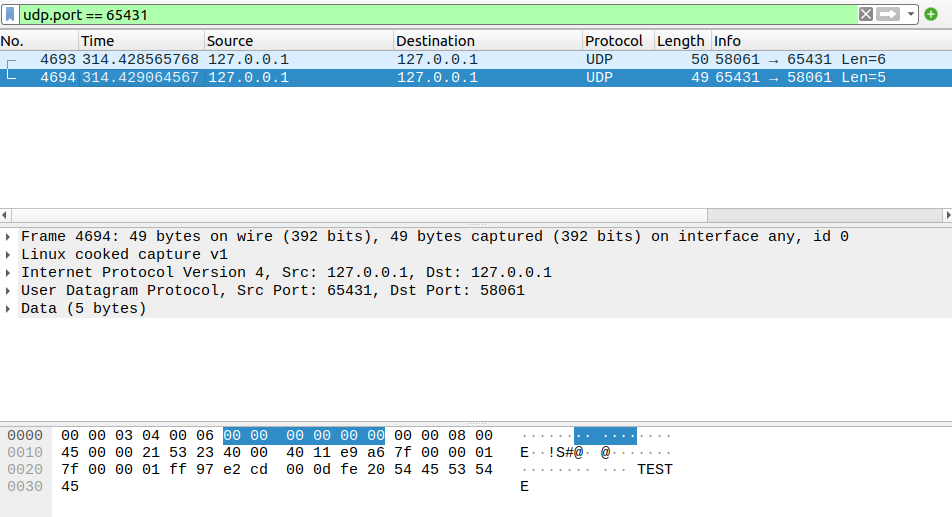 udp.port == 65431
No. Time Source Destination Protocol Length Info
4693 314.428565768 127.0.0.1 127.0.0.1 UDP 50 58061 → 65431 Len=6
4694 314.429064567 127.0.0.1 127.0.0.1 UDP 49 65431 → 58061 Len=5
Frame 4694: 49 bytes on wire (392 bits), 49 bytes captured (392 bits) on interface any, id 0
Linux cooked capture v1
Internet Protocol Version 4, Src: 127.0.0.1, Dst: 127.0.0.1
User Datagram Protocol, Src Port: 65431, Dst Port: 58061
Data (5 bytes)
0000 00 00 03 04 00 06 00 00 00 00 00 00 00 00 08 00 ········ ········
0010 45 00 00 21 53 23 40 00 40 11 e9 a6 7f 00 00 01 E··!S#@· @·······
0020 7f 00 00 01 ff 97 e2 cd 00 0d fe 20 54 45 53 54 ········ ··· TEST
0030 45 E